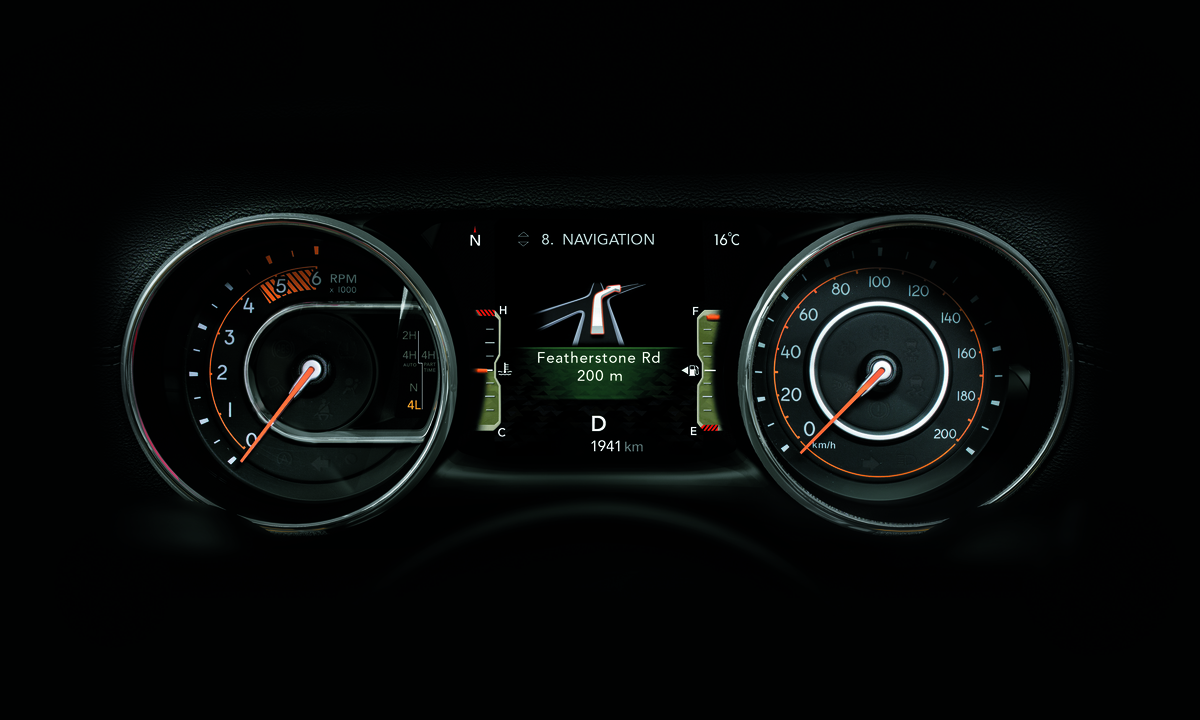 6
5
4
3
2
1
0
RPM
x 1000
2H
4H AUTO
4H PART TIME
N
4L
N
8. NAVIGATION
16°C
H
C
Featherstone Rd
200 m
D
1941 km
F
E
0
20
40
60
80
100
120
140
160
180
200
km/h